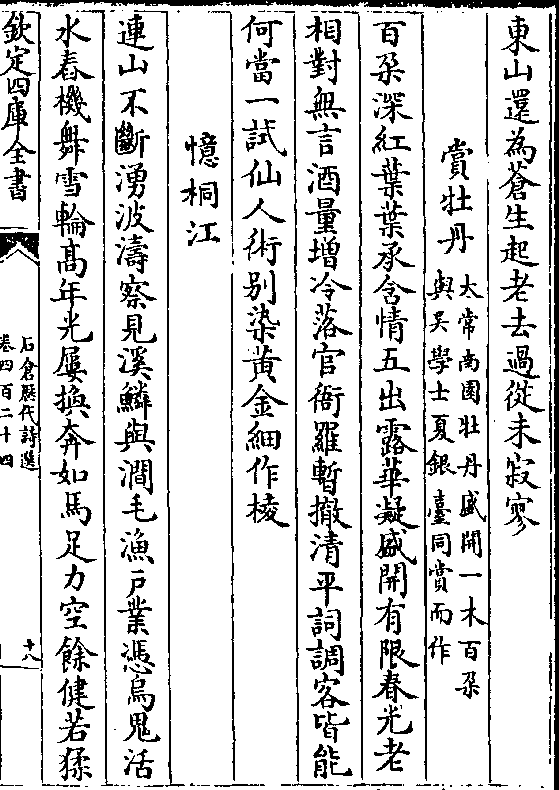 東山還為蒼生起老去過從未寂寥
賞牡丹
太常南園牡丹盛開一木百朶
與吴學士夏銀臺同賞而作
百朶深紅葉葉承含情五出露華凝盛開有限春光老
相對無言酒量增冷落官衙羅暫撤清平詞調客皆能
何當一試仙人術别染黄金細作棱
憶桐江
連山不斷湧波濤察見溪鱗與澗毛漁戸業憑烏鬼活
水舂機舞雪輪髙年光屢換奔如馬足力空餘健若猱
欽定四庫全書
石倉歴代詩選
卷四百二十四
十八